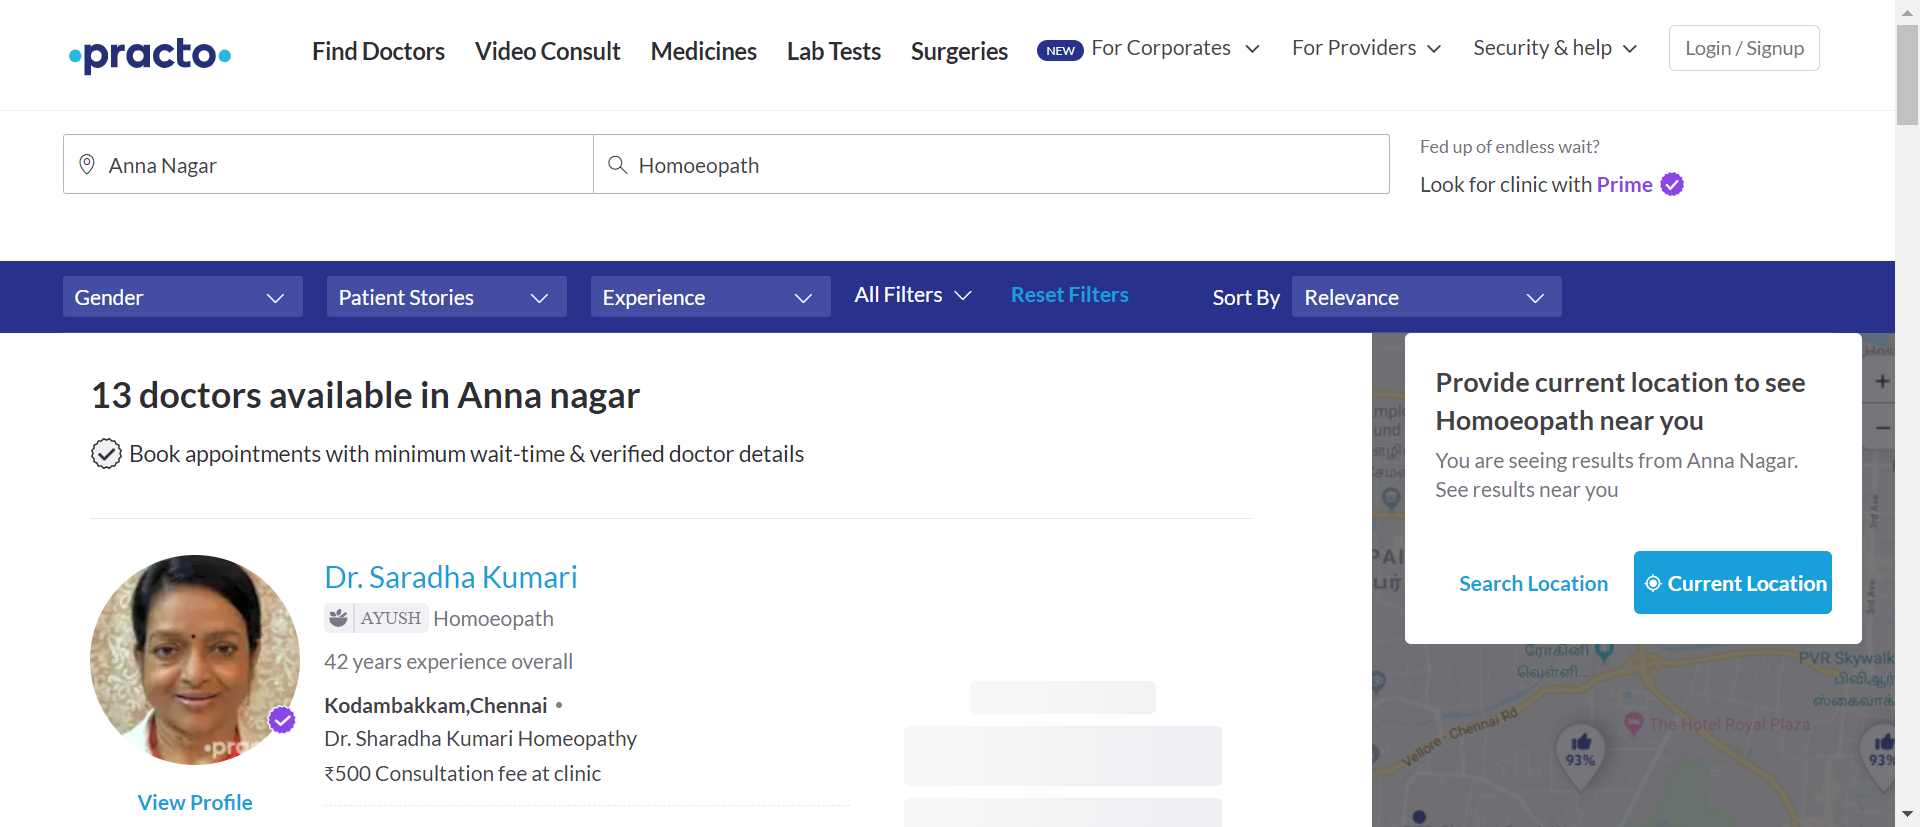 practo
Find Doctors Video Consult Medicines Lab Tests Surgeries NEW For Corporates For Providers Security & help Login / Signup
Anna Nagar Homoeopath
Fed up of endless wait?
Look for clinic with Prime
Gender Patient Stories Experience All Filters Reset Filters Sort By Relevance
13 doctors available in Anna nagar
Book appointments with minimum wait-time & verified doctor details
Dr. Saradha Kumari
AYUSH Homoeopath
42 years experience overall
Kodambakkam,Chennai •
Dr. Sharadha Kumari Homeopathy
₹500 Consultation fee at clinic
View Profile
Provide current location to see
Homoeopath near you
You are seeing results from Anna Nagar.
See results near you
Search Location Current Location
3rd Ave
3rd Ave
ரோகிணி
வெள்ளி...
PVR Skywalk
பிவிஆர்
ஸ்கைவாக்
Vellore - Chennai Rd
The Hotel Royal Plaza
93%
93%